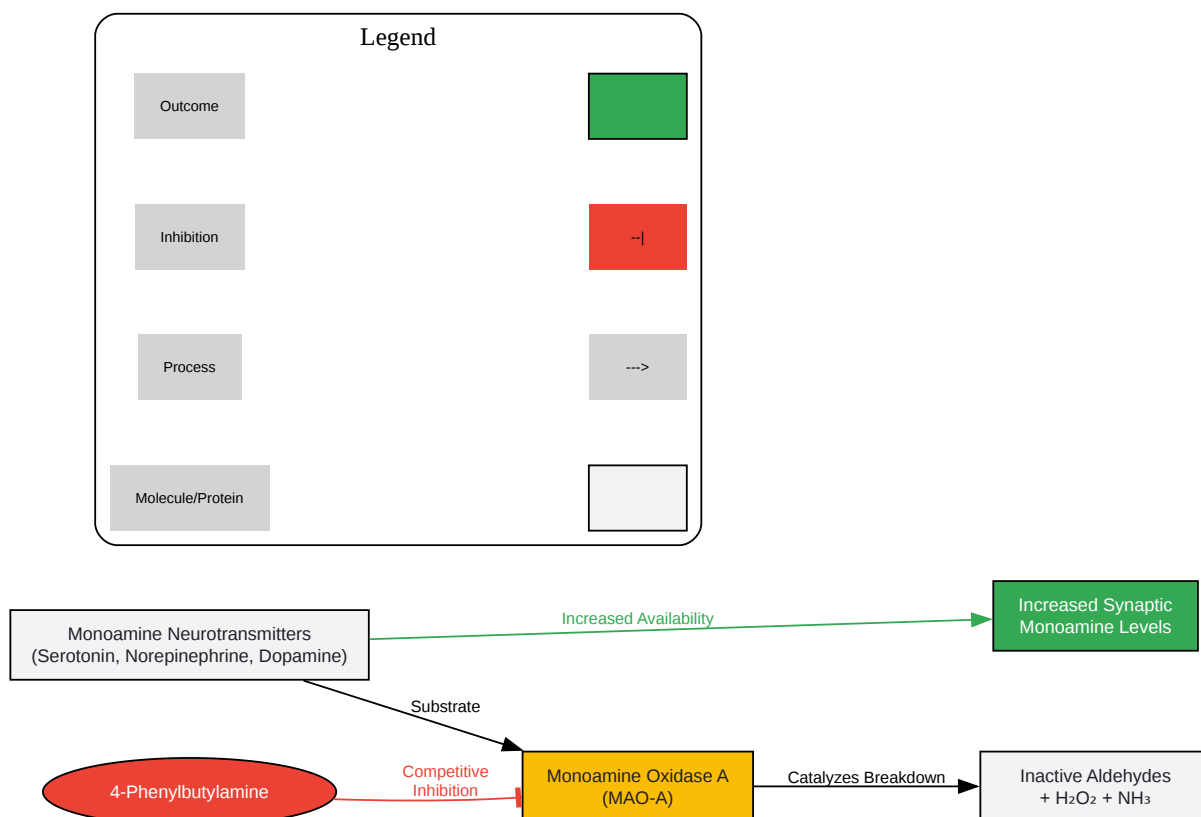 Legend
Outcome
Inhibition
--|
Process
--->
Molecule/Protein
Monoamine Neurotransmitters
(Serotonin, Norepinephrine, Dopamine)
Increased Availability
Increased Synaptic
Monoamine Levels
Substrate
4-Phenylbutylamine
Competitive
Inhibition
Monoamine Oxidase A
(MAO-A)
Catalyzes Breakdown
Inactive Aldehydes
+ H₂O₂ + NH₃